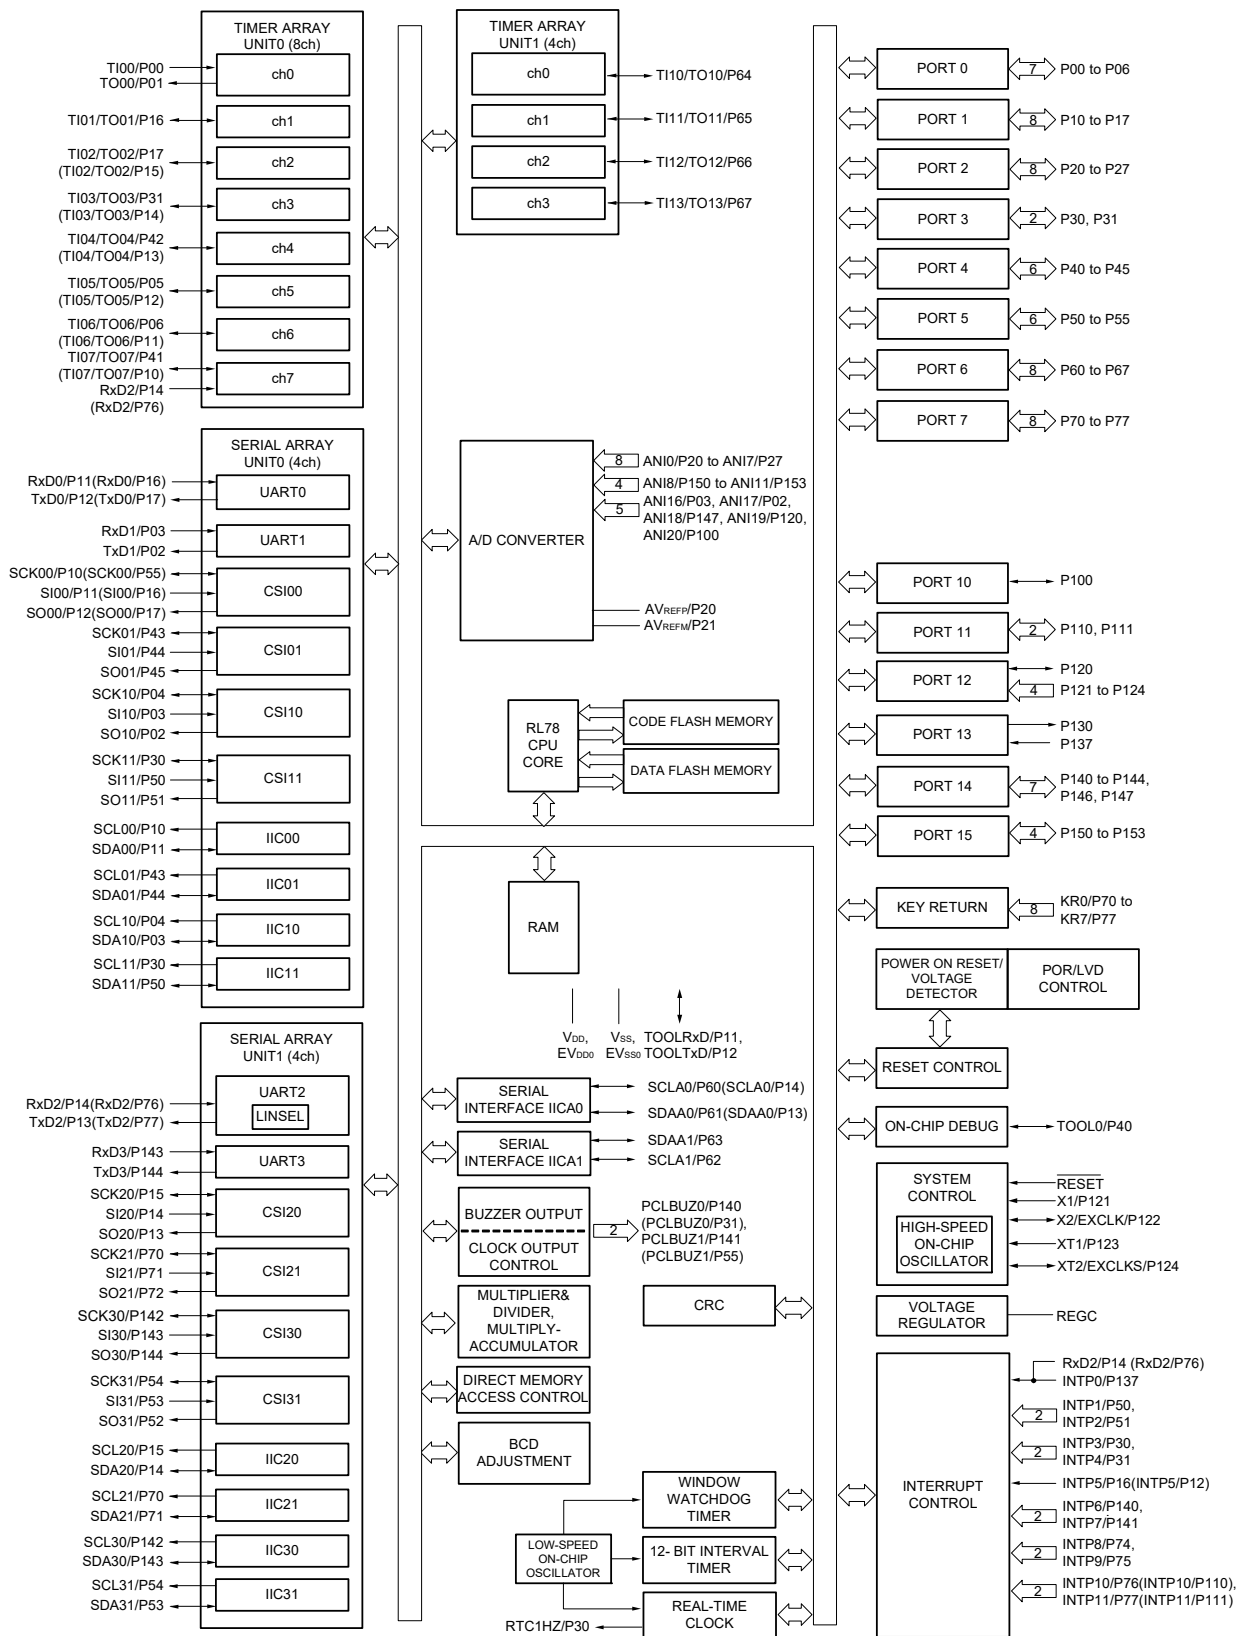 TIMER ARRAY
UNIT0 (8ch)
TI00/P00
TO00/P01
ch0
TI01/TO01/P16
ch1
TI02/TO02/P17
(TI02/TO02/P15)
ch2
TI03/TO03/P31
(TI03/TO03/P14)
ch3
TI04/TO04/P42
(TI04/TO04/P13)
ch4
TI05/TO05/P05
(TI05/TO05/P12)
ch5
TI06/TO06/P06
(TI06/TO06/P11)
ch6
TI07/TO07/P41
(TI07/TO07/P10)
RxD2/P14
(RxD2/P76)
ch7
SERIAL ARRAY
UNIT0 (4ch)
RxD0/P11(RxD0/P16)
TxD0/P12(TxD0/P17)
UART0
RxD1/P03
TxD1/P02
UART1
SCK00/P10(SCK00/P55)
SI00/P11(SI00/P16)
SO00/P12(SO00/P17)
CSI00
SCK01/P43
SI01/P44
SO01/P45
CSI01
SCK10/P04
SI10/P03
SO10/P02
CSI10
SCK11/P30
SI11/P50
SO11/P51
CSI11
SCL00/P10
SDA00/P11
IIC00
SCL01/P43
SDA01/P44
IIC01
SCL10/P04
SDA10/P03
IIC10
SCL11/P30
SDA11/P50
IIC11
SERIAL ARRAY
UNIT1 (4ch)
UART2
LINSEL
RxD2/P14(RxD2/P76)
TxD2/P13(TxD2/P77)
RxD3/P143
TxD3/P144
UART3
SCK20/P15
SI20/P14
SO20/P13
CSI20
SCK21/P70
SI21/P71
SO21/P72
CSI21
SCK30/P142
SI30/P143
SO30/P144
CSI30
SCK31/P54
SI31/P53
SO31/P52
CSI31
SCL20/P15
SDA20/P14
IIC20
SCL21/P70
SDA21/P71
IIC21
SCL30/P142
SDA30/P143
IIC30
SCL31/P54
SDA31/P53
IIC31
TIMER ARRAY
UNIT1 (4ch)
ch0
TI10/TO10/P64
ch1
TI11/TO11/P65
ch2
TI12/TO12/P66
ch3
TI13/TO13/P67
A/D CONVERTER
8
ANI0/P20 to ANI7/P27
4
ANI8/P150 to ANI11/P153
5
ANI16/P03, ANI17/P02,
ANI18/P147, ANI19/P120,
ANI20/P100
AVREFP/P20
AVREFM/P21
RL78
CPU
CORE
CODE FLASH MEMORY
DATA FLASH MEMORY
RAM
VDD,
EVDD0
VSS,
EVSS0
TOOLRxD/P11,
TOOLTxD/P12
SERIAL
INTERFACE IICA0
SCLA0/P60(SCLA0/P14)
SDAA0/P61(SDAA0/P13)
SERIAL
INTERFACE IICA1
SDAA1/P63
SCLA1/P62
BUZZER OUTPUT
CLOCK OUTPUT
CONTROL
2
PCLBUZ0/P140
(PCLBUZ0/P31),
PCLBUZ1/P141
(PCLBUZ1/P55)
MULTIPLIER&
DIVIDER,
MULTIPLY-
ACCUMULATOR
CRC
DIRECT MEMORY
ACCESS CONTROL
BCD
ADJUSTMENT
LOW-SPEED
ON-CHIP
OSCILLATOR
WINDOW
WATCHDOG
TIMER
12- BIT INTERVAL
TIMER
REAL-TIME
CLOCK
RTC1HZ/P30
PORT 0
7
P00 to P06
PORT 1
8
P10 to P17
PORT 2
8
P20 to P27
PORT 3
2
P30, P31
PORT 4
6
P40 to P45
PORT 5
6
P50 to P55
PORT 6
8
P60 to P67
PORT 7
8
P70 to P77
PORT 10
P100
PORT 11
2
P110, P111
PORT 12
P120
4
P121 to P124
PORT 13
P130
P137
PORT 14
7
P140 to P144,
P146, P147
PORT 15
4
P150 to P153
KEY RETURN
8
KR0/P70 to
KR7/P77
POWER ON RESET/
VOLTAGE
DETECTOR
POR/LVD
CONTROL
RESET CONTROL
ON-CHIP DEBUG
TOOL0/P40
SYSTEM
CONTROL
HIGH-SPEED
ON-CHIP
OSCILLATOR
RESET
X1/P121
X2/EXCLK/P122
XT1/P123
XT2/EXCLKS/P124
VOLTAGE
REGULATOR
REGC
INTERRUPT
CONTROL
RxD2/P14 (RxD2/P76)
INTP0/P137
2
INTP1/P50,
INTP2/P51
2
INTP3/P30,
INTP4/P31
INTP5/P16(INTP5/P12)
2
INTP6/P140,
INTP7/P141
2
INTP8/P74,
INTP9/P75
2
INTP10/P76(INTP10/P110),
INTP11/P77(INTP11/P111)